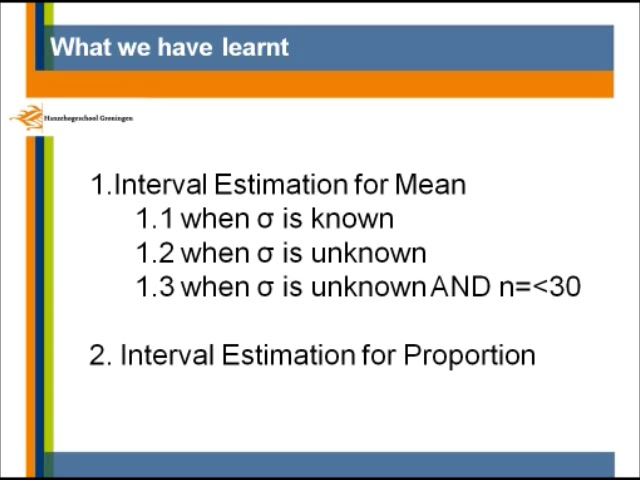 What we have learnt
Hanzehogeschool Groningen
1.Interval Estimation for Mean
1.1 when σ is known
1.2 when σ is unknown
1.3 when σ is unknown AND n=<30
2. Interval Estimation for Proportion